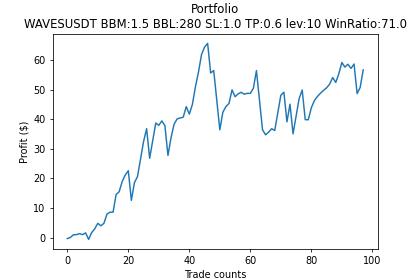 Portfolio
WAVESUSDT BBM:1.5 BBL:280 SL:1.0 TP:0.6 lev:10 WinRatio:71.0
60
50
40
30
20
10
0
Profit ($)
0 20 40 60 80 100
Trade counts